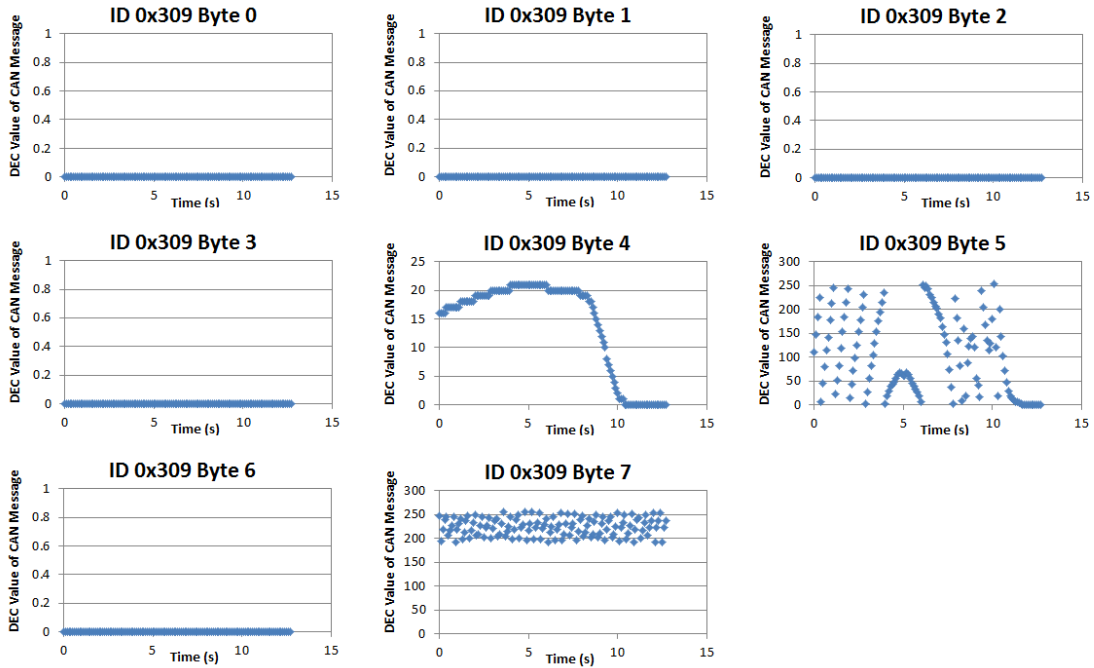 ID 0x309 Byte 0
DEC Value of CAN Message
1
0.8
0.6
0.4
0.2
0
0 5 10 15
Time (s)
ID 0x309 Byte 1
DEC Value of CAN Message
1
0.8
0.6
0.4
0.2
0
0 5 10 15
Time (s)
ID 0x309 Byte 2
DEC Value of CAN Message
1
0.8
0.6
0.4
0.2
0
0 5 10 15
Time (s)
ID 0x309 Byte 3
DEC Value of CAN Message
1
0.8
0.6
0.4
0.2
0
0 5 10 15
Time (s)
ID 0x309 Byte 4
DEC Value of CAN Message
25
20
15
10
5
0
0 5 10 15
Time (s)
ID 0x309 Byte 5
DEC Value of CAN Message
300
250
200
150
100
50
0
0 5 10 15
Time (s)
ID 0x309 Byte 6
DEC Value of CAN Message
1
0.8
0.6
0.4
0.2
0
0 5 10 15
Time (s)
ID 0x309 Byte 7
DEC Value of CAN Message
300
250
200
150
100
50
0
0 5 10 15
Time (s)